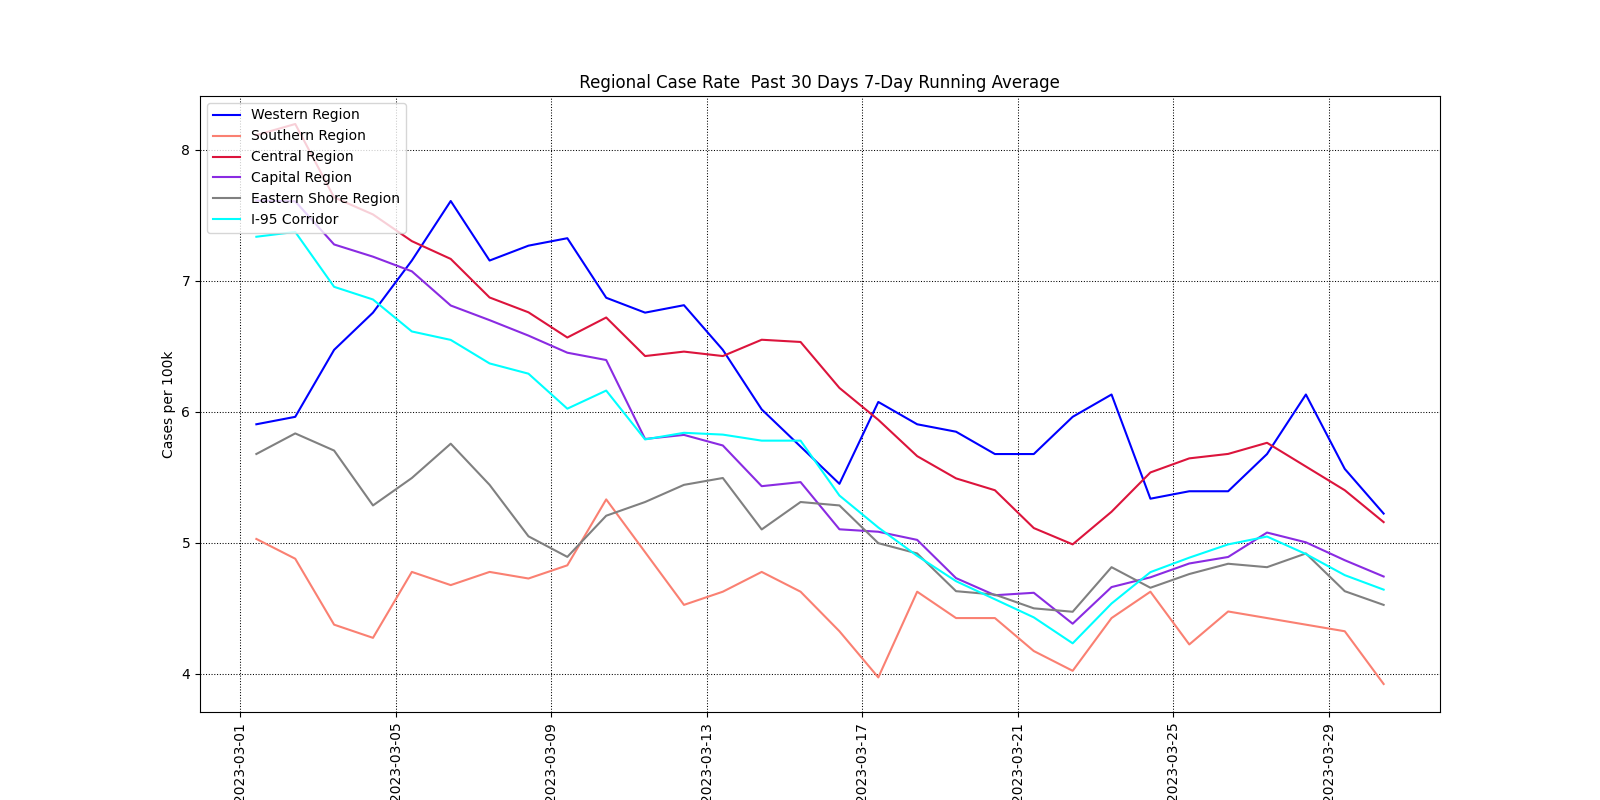 Regional Case Rate  Past 30 Days 7-Day Running Average
Western Region
Southern Region
Central Region
Capital Region
Eastern Shore Region
I-95 Corridor
Cases per 100k
8
7
6
5
4
2023-03-01
2023-03-05
2023-03-09
2023-03-13
2023-03-17
2023-03-21
2023-03-25
2023-03-29